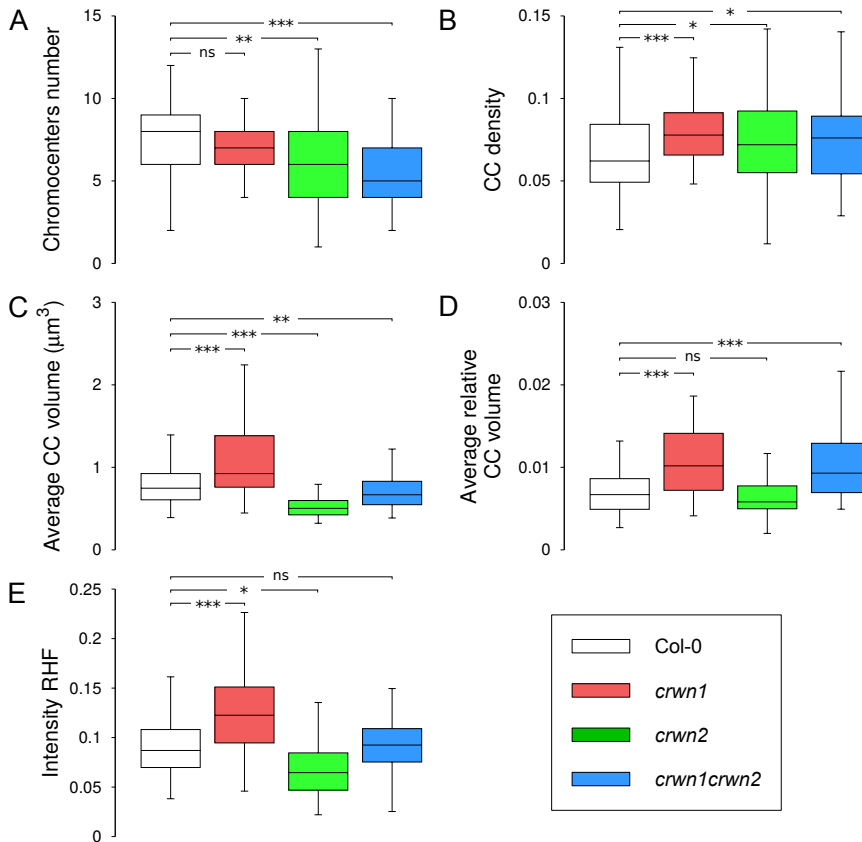 A
Chromocenters number
15
10
5
0
***
**
ns
B
CC density
0.15
0.1
0.05
0
*
*
***
C
Average CC volume (μm³)
3
2
1
0
**
***
***
D
Average relative
CC volume
0.03
0.02
0.01
0
***
ns
***
E
Intensity RHF
0.25
0.2
0.15
0.1
0.05
0
ns
*
***
Col-0
crwn1
crwn2
crwn1crwn2